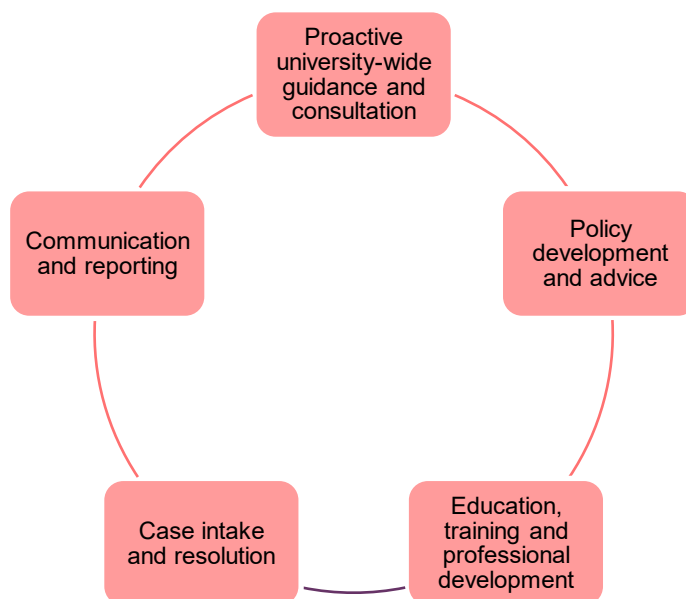 Proactive
university-wide
guidance and
consultation
Policy
development
and advice
Education,
training and
professional
development
Case intake
and resolution
Communication
and reporting